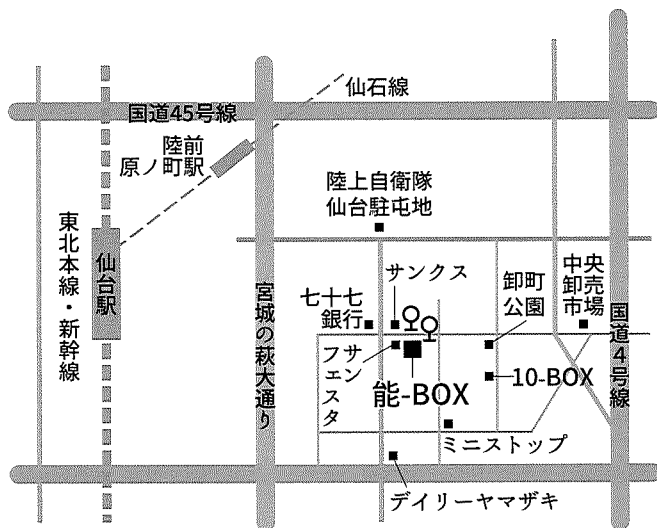 仙石線
国道45号線
陸前
原ノ町駅
陸上自衛隊
仙台駐屯地
東北本線・新幹線
仙台駅
宮城の萩大通り
サンクス
七十七
銀行
卸町
公園
中央
卸売
市場
国道4号線
サンタ
フェス
能-BOX
10-BOX
ミニストップ
デイリーヤマザキ